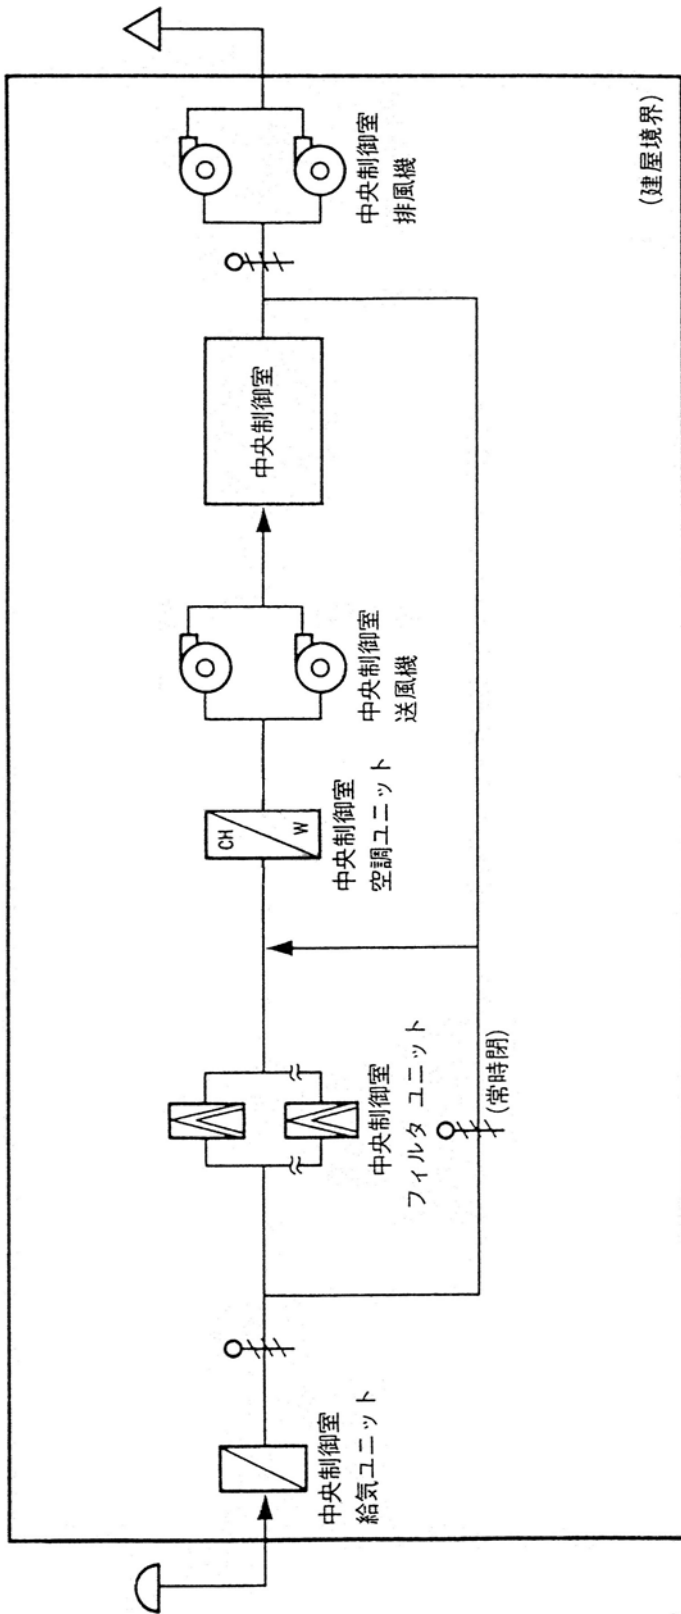 中央制御室
給気ユニット
中央制御室
フィルタ ユニット
(常時閉)
CH
W
中央制御室
空調ユニット
中央制御室
送風機
中央制御室
中央制御室
排風機
(建屋境界)